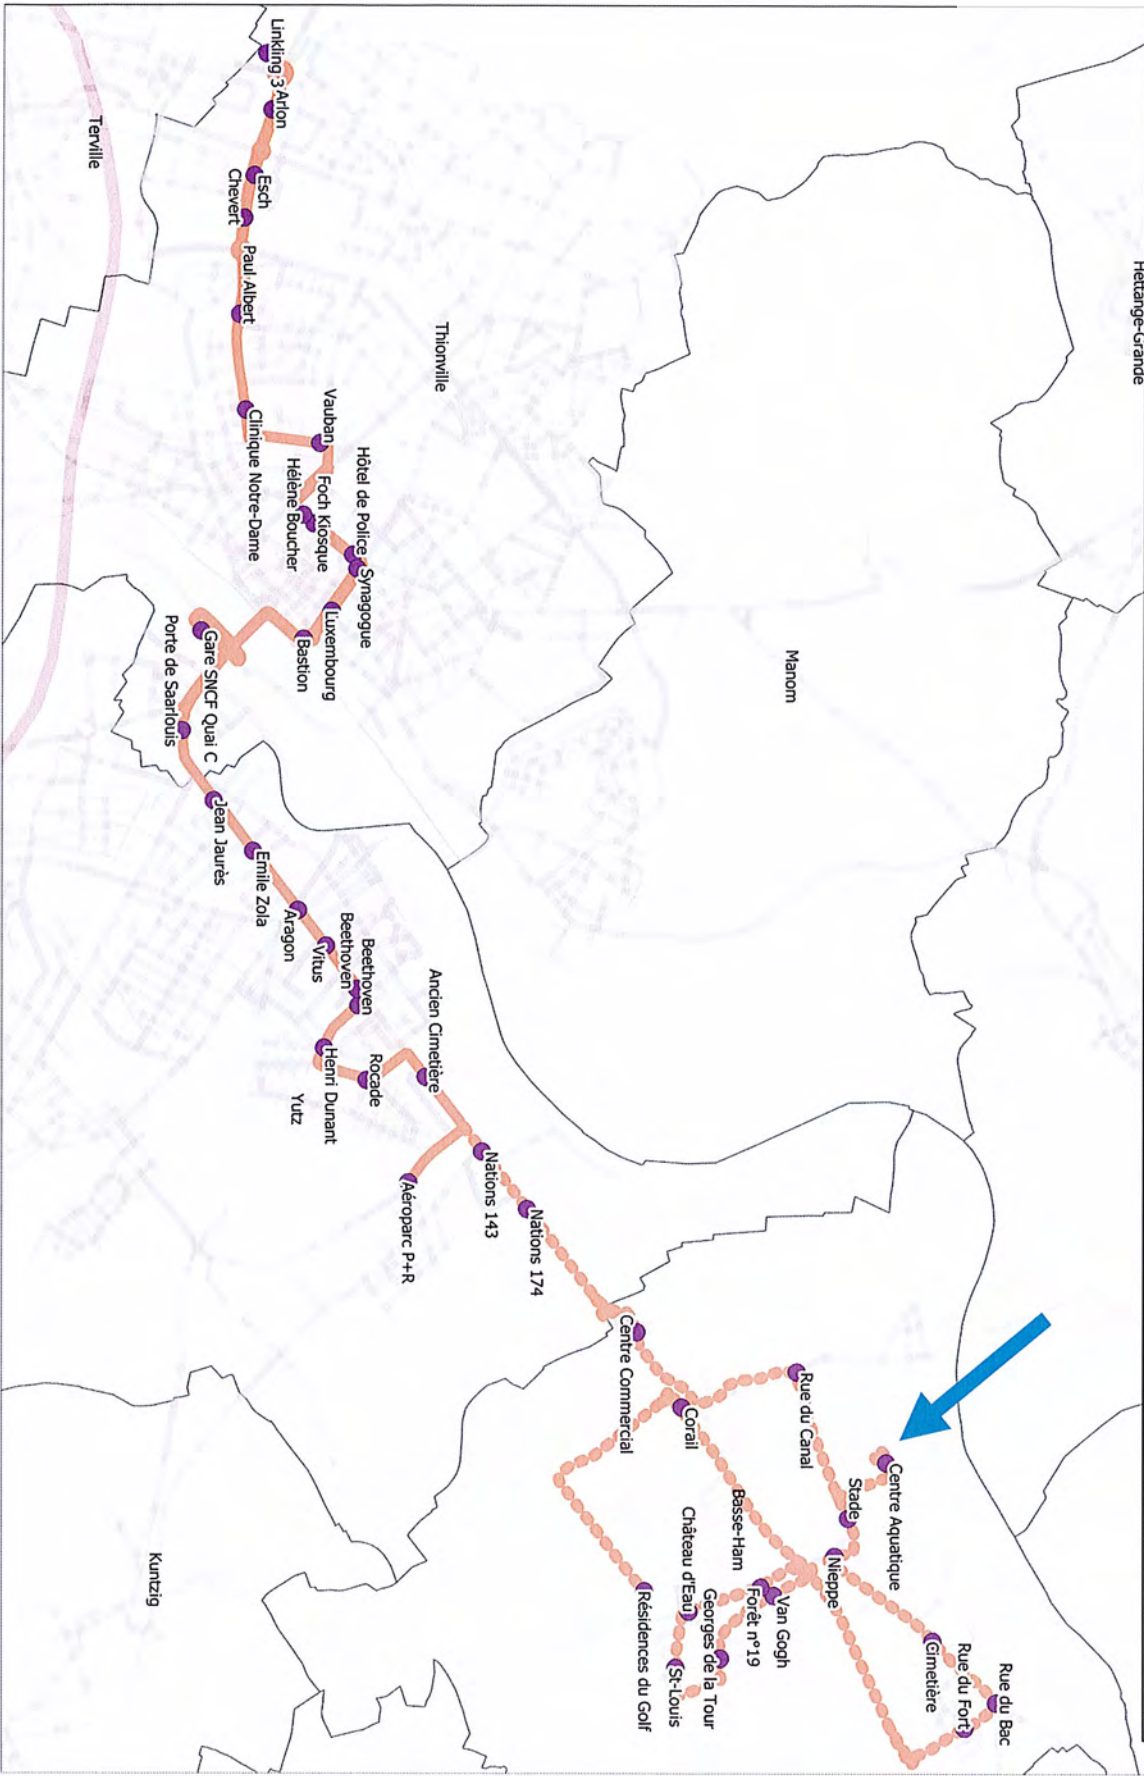 Hettange-Grande
Linkling 3
Arlon
Terville
Esch
Chevert
Paul Albert
Thionville
Vauban
Clinique Notre-Dame
Hôtel de Police
Foch Kiosque
Hélène Boucher
Synagogue
Luxembourg
Bastion
Gare SNCF Quai C
Porte de Saarlouis
Manom
Jean Jaurès
Emile Zola
Aragon
Vitus
Beethoven
Beethoven
Ancien Cimetière
Henri Dunant
Rocade
Yutz
Nations 143
Aéroparc P+R
Nations 174
Centre Commercial
Corail
Rue du Canal
Centre Aquatique
Stade
Nieppe
Basse-Ham
Château d'Eau
Van Gogh
Forêt n°19
Georges de la Tour
St-Louis
Résidences du Golf
Cimetière
Rue du Fort
Rue du Bac
Kuntzig